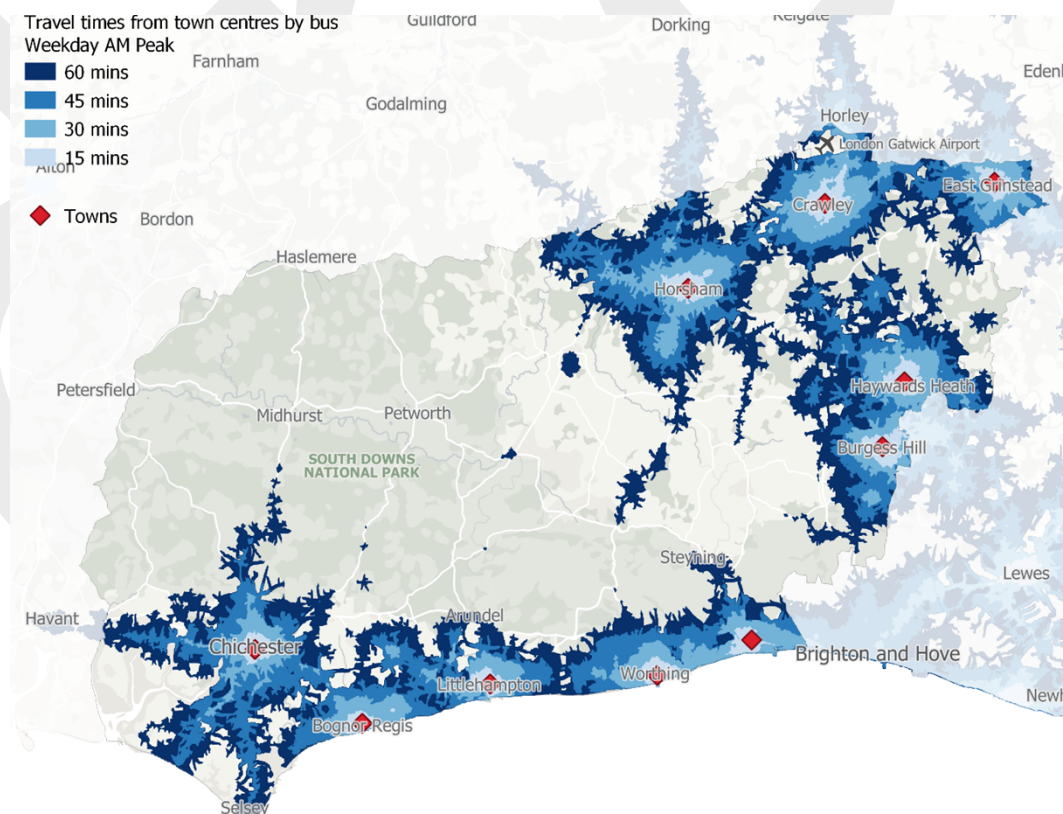 Travel times from town centres by bus
Weekday AM Peak
60 mins
45 mins
30 mins
15 mins
Towns
Guildford
Reigate
Dorking
Farnham
Godalming
Horley
London Gatwick Airport
Alton
East Grinstead
Crawley
Bordon
Haslemere
Horsham
Petersfield
Haywards Heath
Midhurst
Petworth
Burgess Hill
SOUTH DOWNS
NATIONAL PARK
Steyning
Lewes
Havant
Arundel
Chichester
Brighton and Hove
Worthing
Littlehampton
Newh
Bognor Regis
Selsey